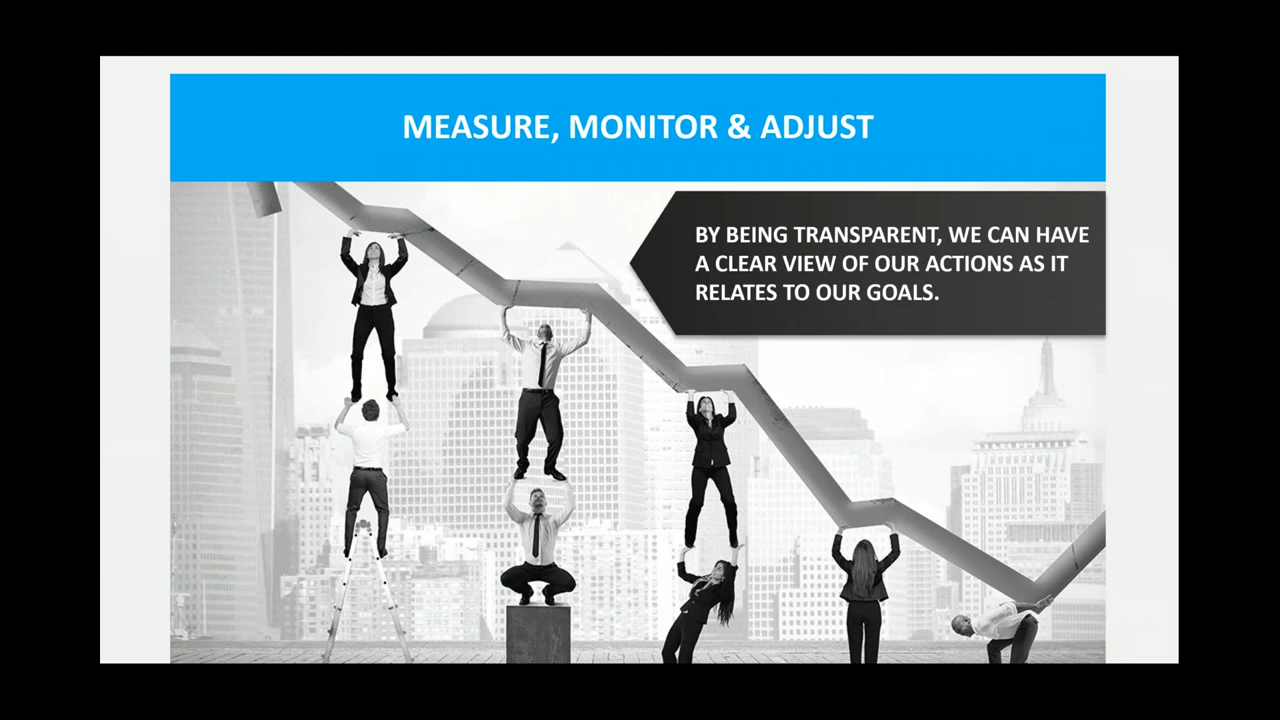 MEASURE, MONITOR & ADJUST
BY BEING TRANSPARENT, WE CAN HAVE
A CLEAR VIEW OF OUR ACTIONS AS IT
RELATES TO OUR GOALS.